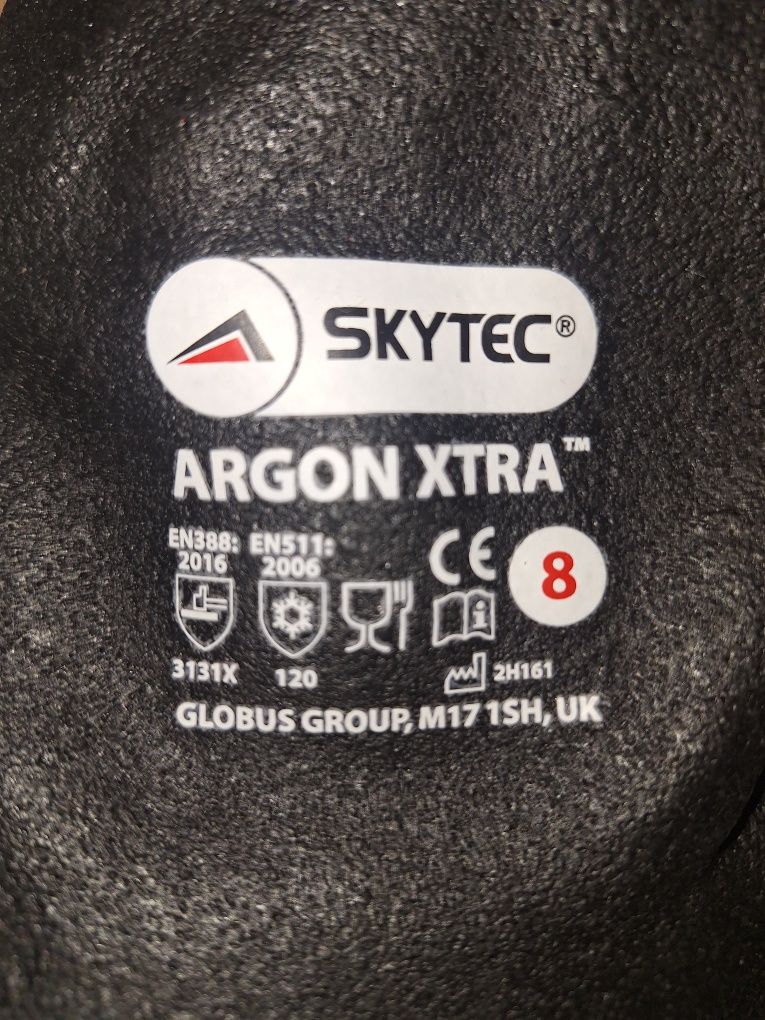 SKYTEC®
ARGON XTRA™
EN388: EN511:
2016 2006
CE
8
3131X 120 2H161
GLOBUS GROUP, M17 1SH, UK